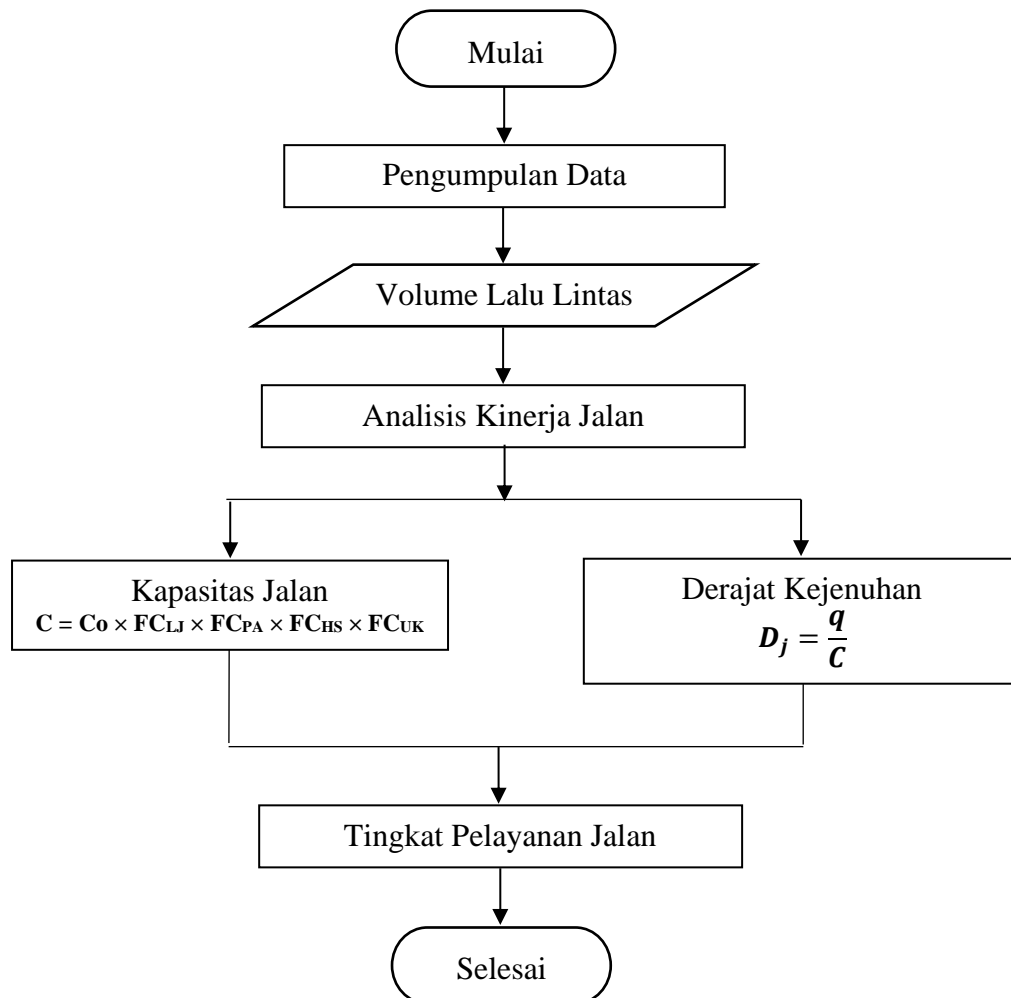 Mulai
Pengumpulan Data
Volume Lalu Lintas
Analisis Kinerja Jalan
Kapasitas Jalan
C = Co × FCLJ × FCPA × FCHS × FCUK
Derajat Kejenuhan
Dj = q/C
Tingkat Pelayanan Jalan
Selesai